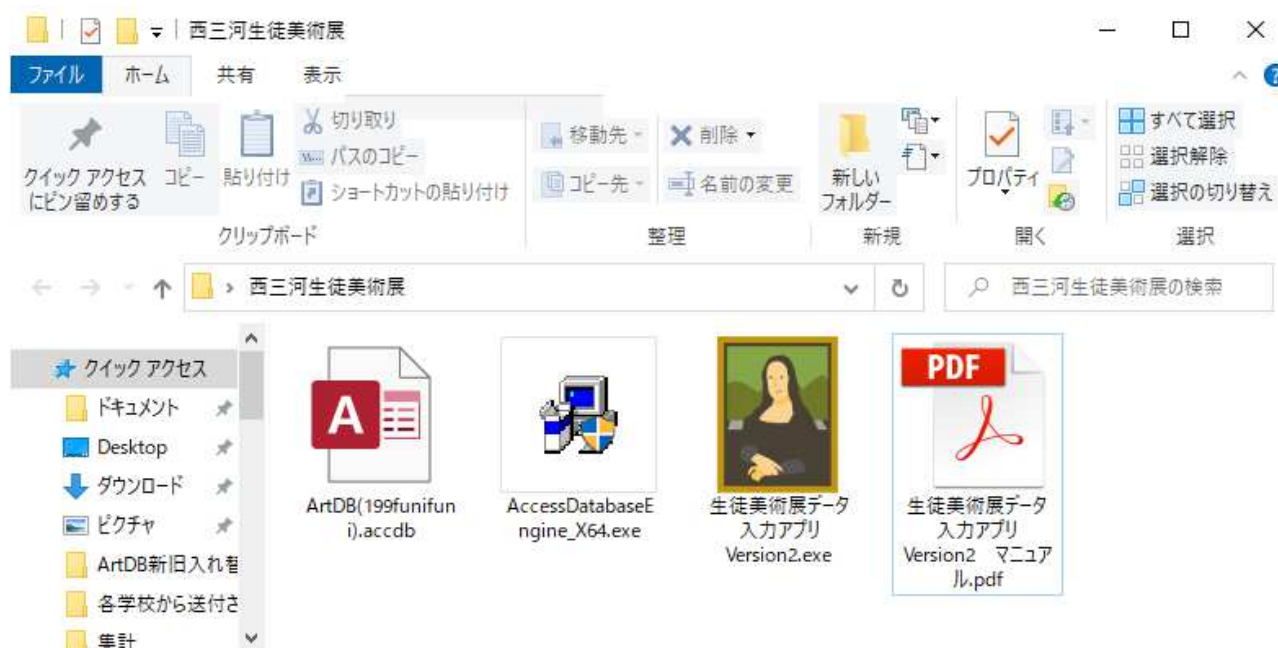 西三河生徒美術展
ファイル ホーム 共有 表示
クイック アクセス
にピン留めする
コピー
貼り付け
切り取り
パスのコピー
ショートカットの貼り付け
クリップボード
移動先
コピー先
削除
名前の変更
整理
新しい
フォルダー
新規
プロパティ
開く
すべて選択
選択解除
選択の切り替え
選択
西三河生徒美術展
西三河生徒美術展の検索
クイック アクセス
ドキュメント
Desktop
ダウンロード
ピクチャ
ArtDB新旧入れ替
各学校から送付さ
集計
A
ArtDB(199funifun
i).accdb
AccessDatabaseE
ngine_X64.exe
生徒美術展データ
入力アプリ
Version2.exe
PDF
生徒美術展データ
入力アプリ
Version2 マニュア
ル.pdf